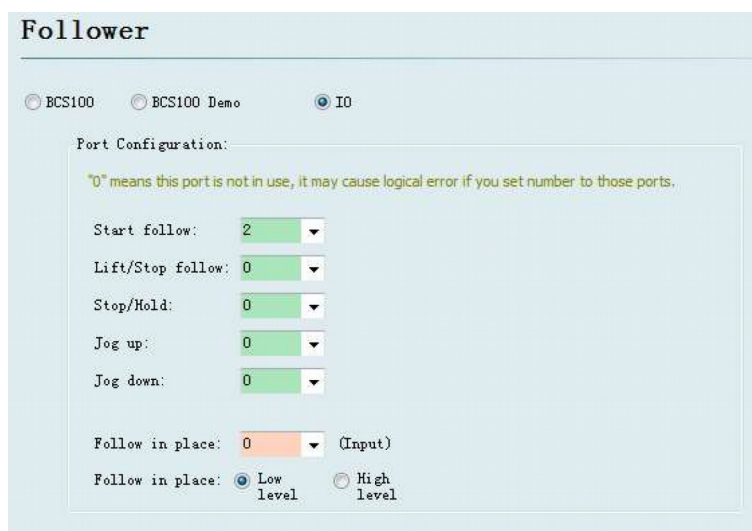 Follower
BCS100 BCS100 Demo IO
Port Configuration:
"0" means this port is not in use, it may cause logical error if you set number to those ports.
Start follow: 2
Lift/Stop follow: 0
Stop/Hold: 0
Jog up: 0
Jog down: 0
Follow in place: 0 (Input)
Follow in place: Low level High level